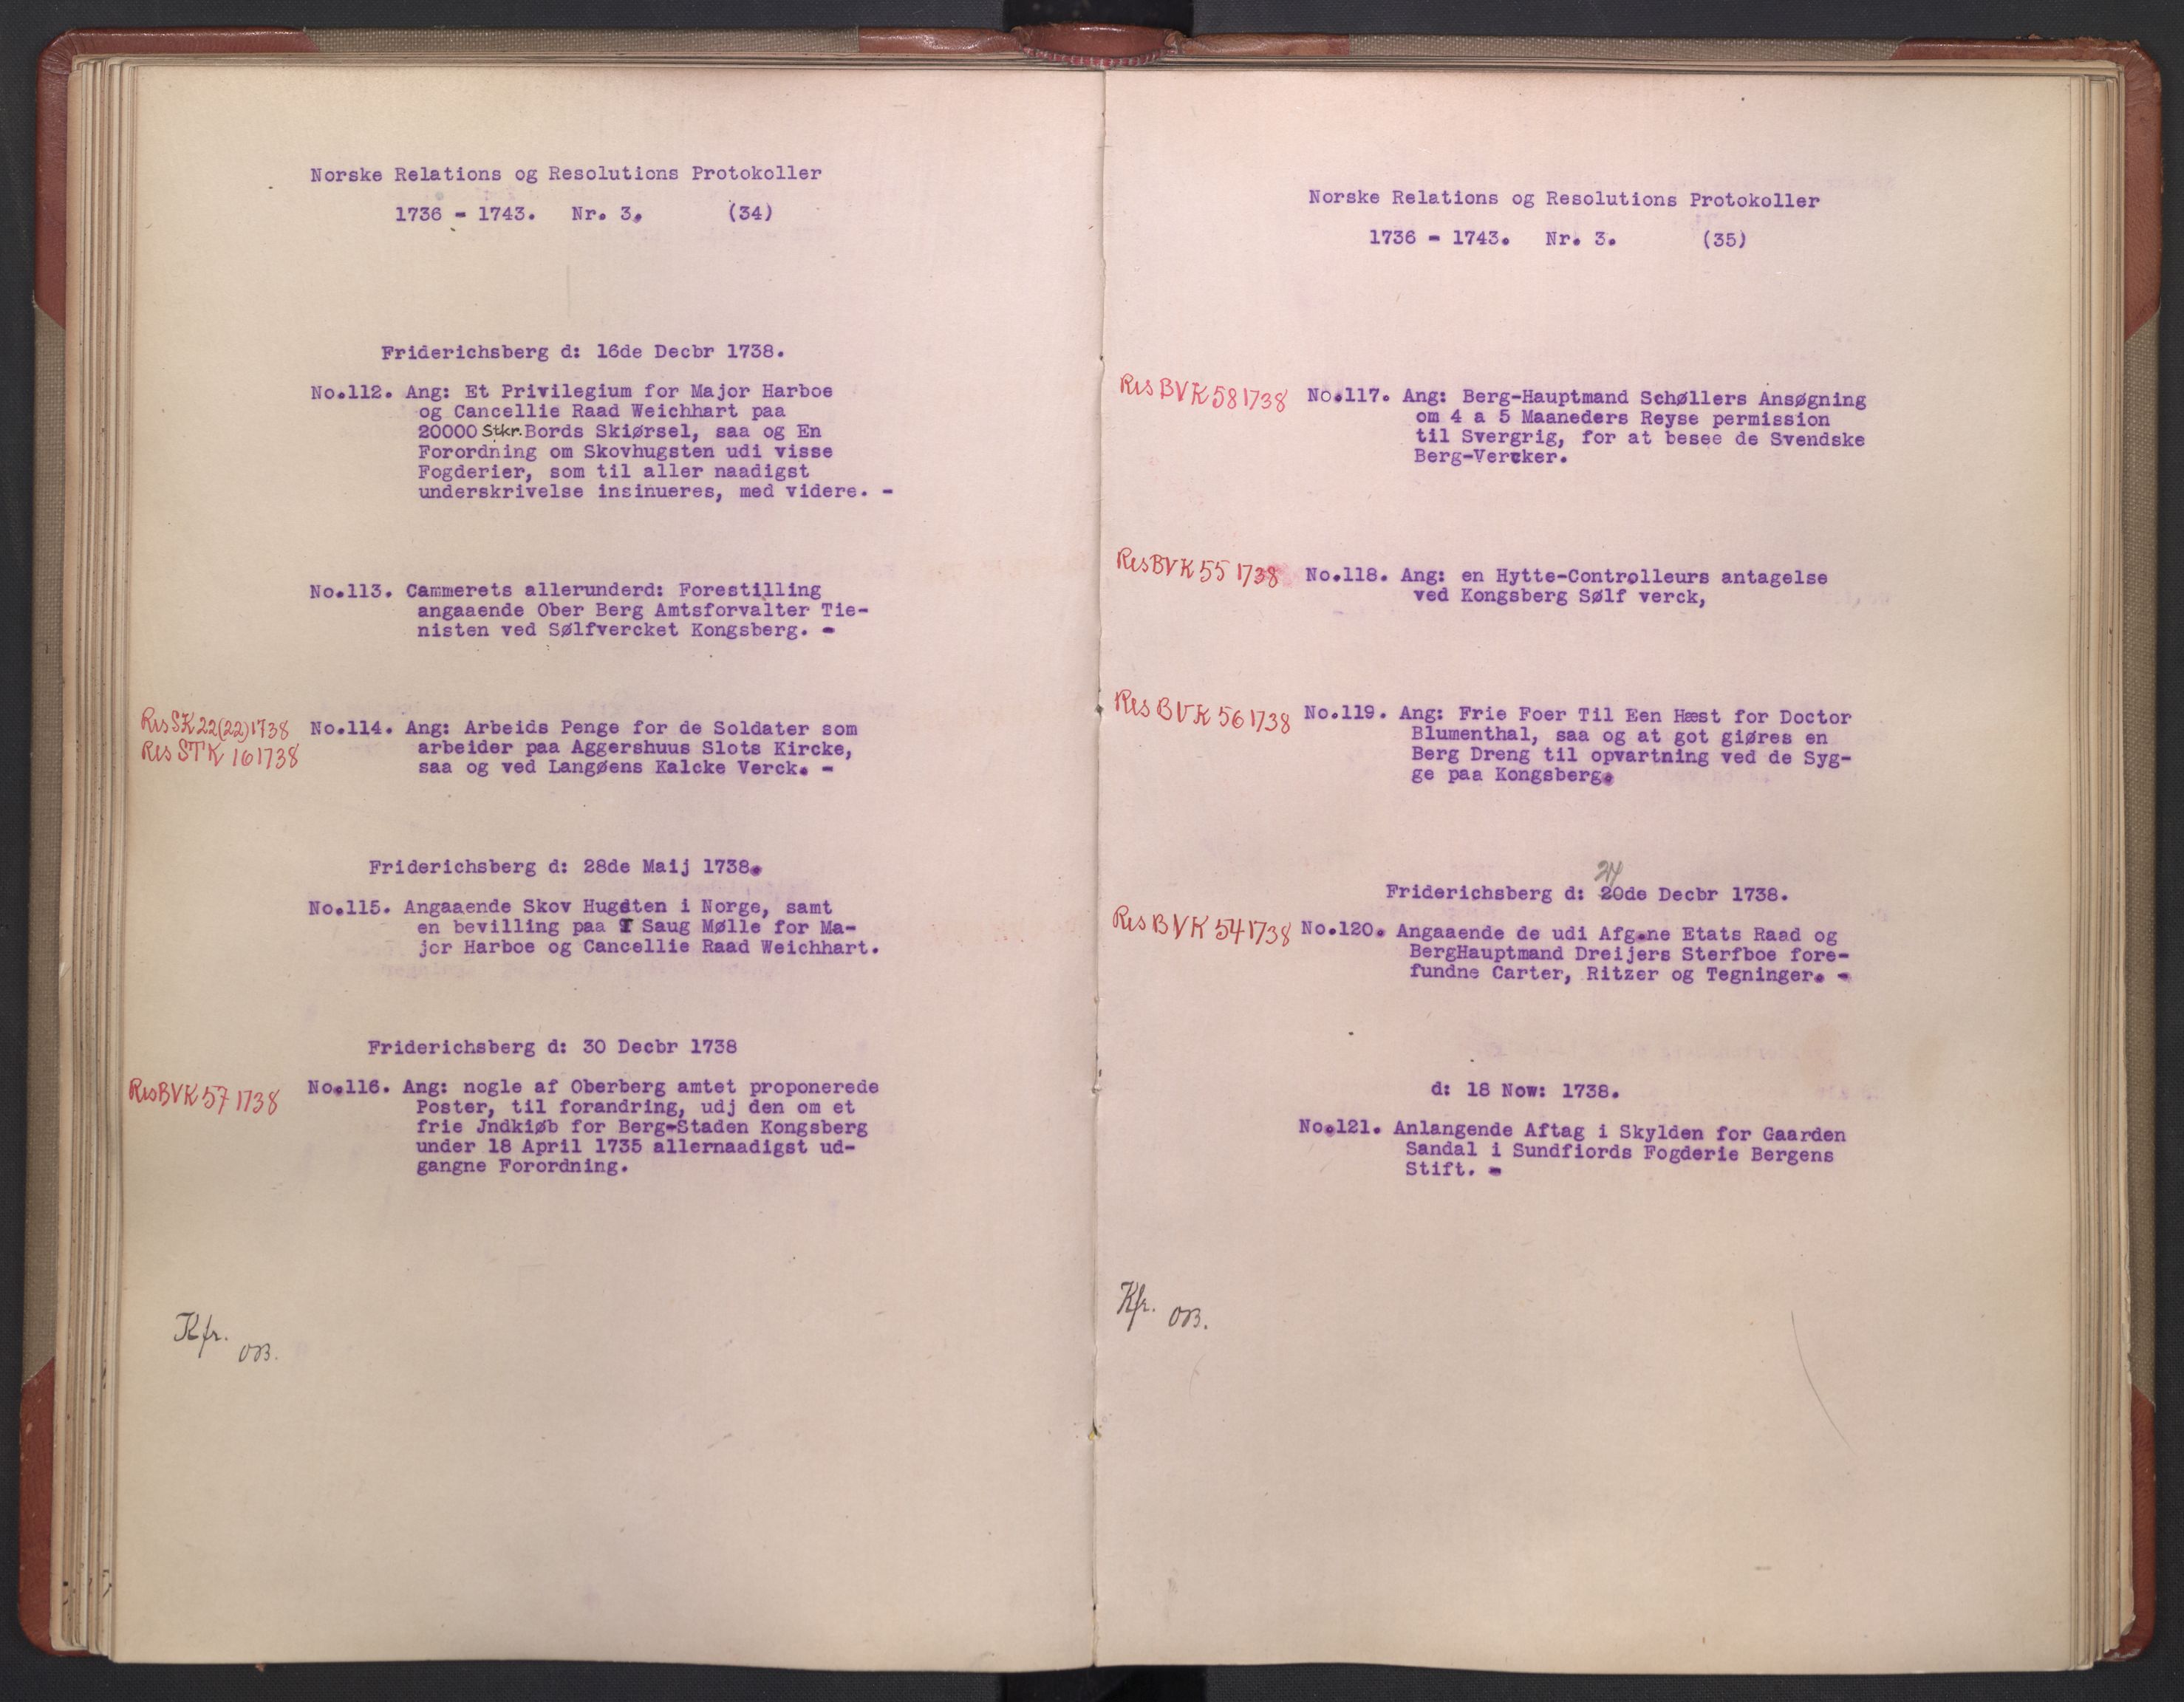 Norske Relations og Resolutions Protokoller
1736 - 1743. Nr. 3. (34)
Friderichsberg d: 16de Decbr 1738.
No.112. Ang: Et Privilegium for Major Harboe
og Cancellie Raad Weichhart paa
20000 Stkr. Bords Skiørsel, saa og En
Forordning om Skovhugsten udi visse
Fogderier, som til aller naadigst
underskrivelse insinueres, med videre. -
No.113. Cammerets allerunderd: Forestilling
angaaende Ober Berg Amtsforvalter Tie-
nisten ved Sølfvercket Kongsberg. -
Res SK 22(22) 1738 No.114. Ang: Arbeids Penge for de Soldater som
Res STK 16 1738 arbeider paa Aggershuus Slots Kircke,
saa og ved Langøens Kalcke Verck. -
Friderichsberg d: 28de Maij 1738.
No.115. Angaaende Skov Hugsten i Norge, samt
en bevilling paa I Saug Mølle for Ma-
jor Harboe og Cancellie Raad Weichhart.
Friderichsberg d: 30 Decbr 1738
Res BVK 57 1738 No.116. Ang: nogle af Oberberg amtet proponerede
Poster, til forandring, udj den om et
frie Jndkiøb for Berg-Staden Kongsberg
under 18 April 1735 allernaadigst ud-
gangne Forordning.
Kfr.
OB.
Norske Relations og Resolutions Protokoller
1736 - 1743. Nr. 3. (35)
Res BVK 58 1738 No.117. Ang: Berg-Hauptmand Schøllers Ansøgning
om 4 a 5 Maaneders Reyse permission
til Svergrig, for at besee de Svendske
Berg-Vercker.
Res BVK 55 1738 No.118. Ang: en Hytte-Controlleurs antagelse
ved Kongsberg Sølf verck,
Res BVK 56 1738 No.119. Ang: Frie Foer Til Een Hæst for Doctor
Blumenthal, saa og at got giøres en
Berg Dreng til opvartning ved de Syg-
ge paa Kongsberg.
24
Friderichsberg d: 20de Decbr 1738.
Res BVK 54 1738 No.120. Angaaende de udi Afg.ne Etats Raad og
BergHauptmand Dreijers Sterfboe fore-
fundne Carter, Ritzer og Tegninger. -
d: 18 Now: 1738.
No.121. Anlangende Aftag i Skylden for Gaarden
Sandal i Sundfiords Fogderie Bergens
Stift. -
Kfr. OB.